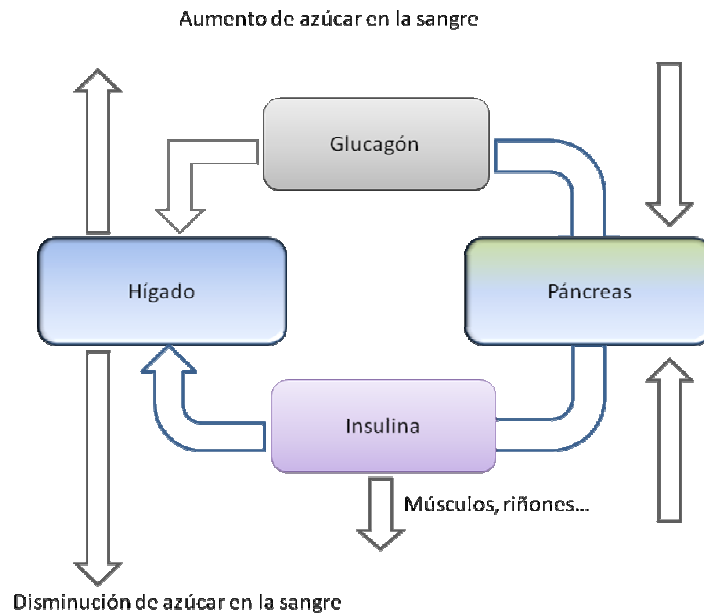 Aumento de azúcar en la sangre
Glucagón
Hígado
Páncreas
Insulina
Músculos, riñones...
Disminución de azúcar en la sangre